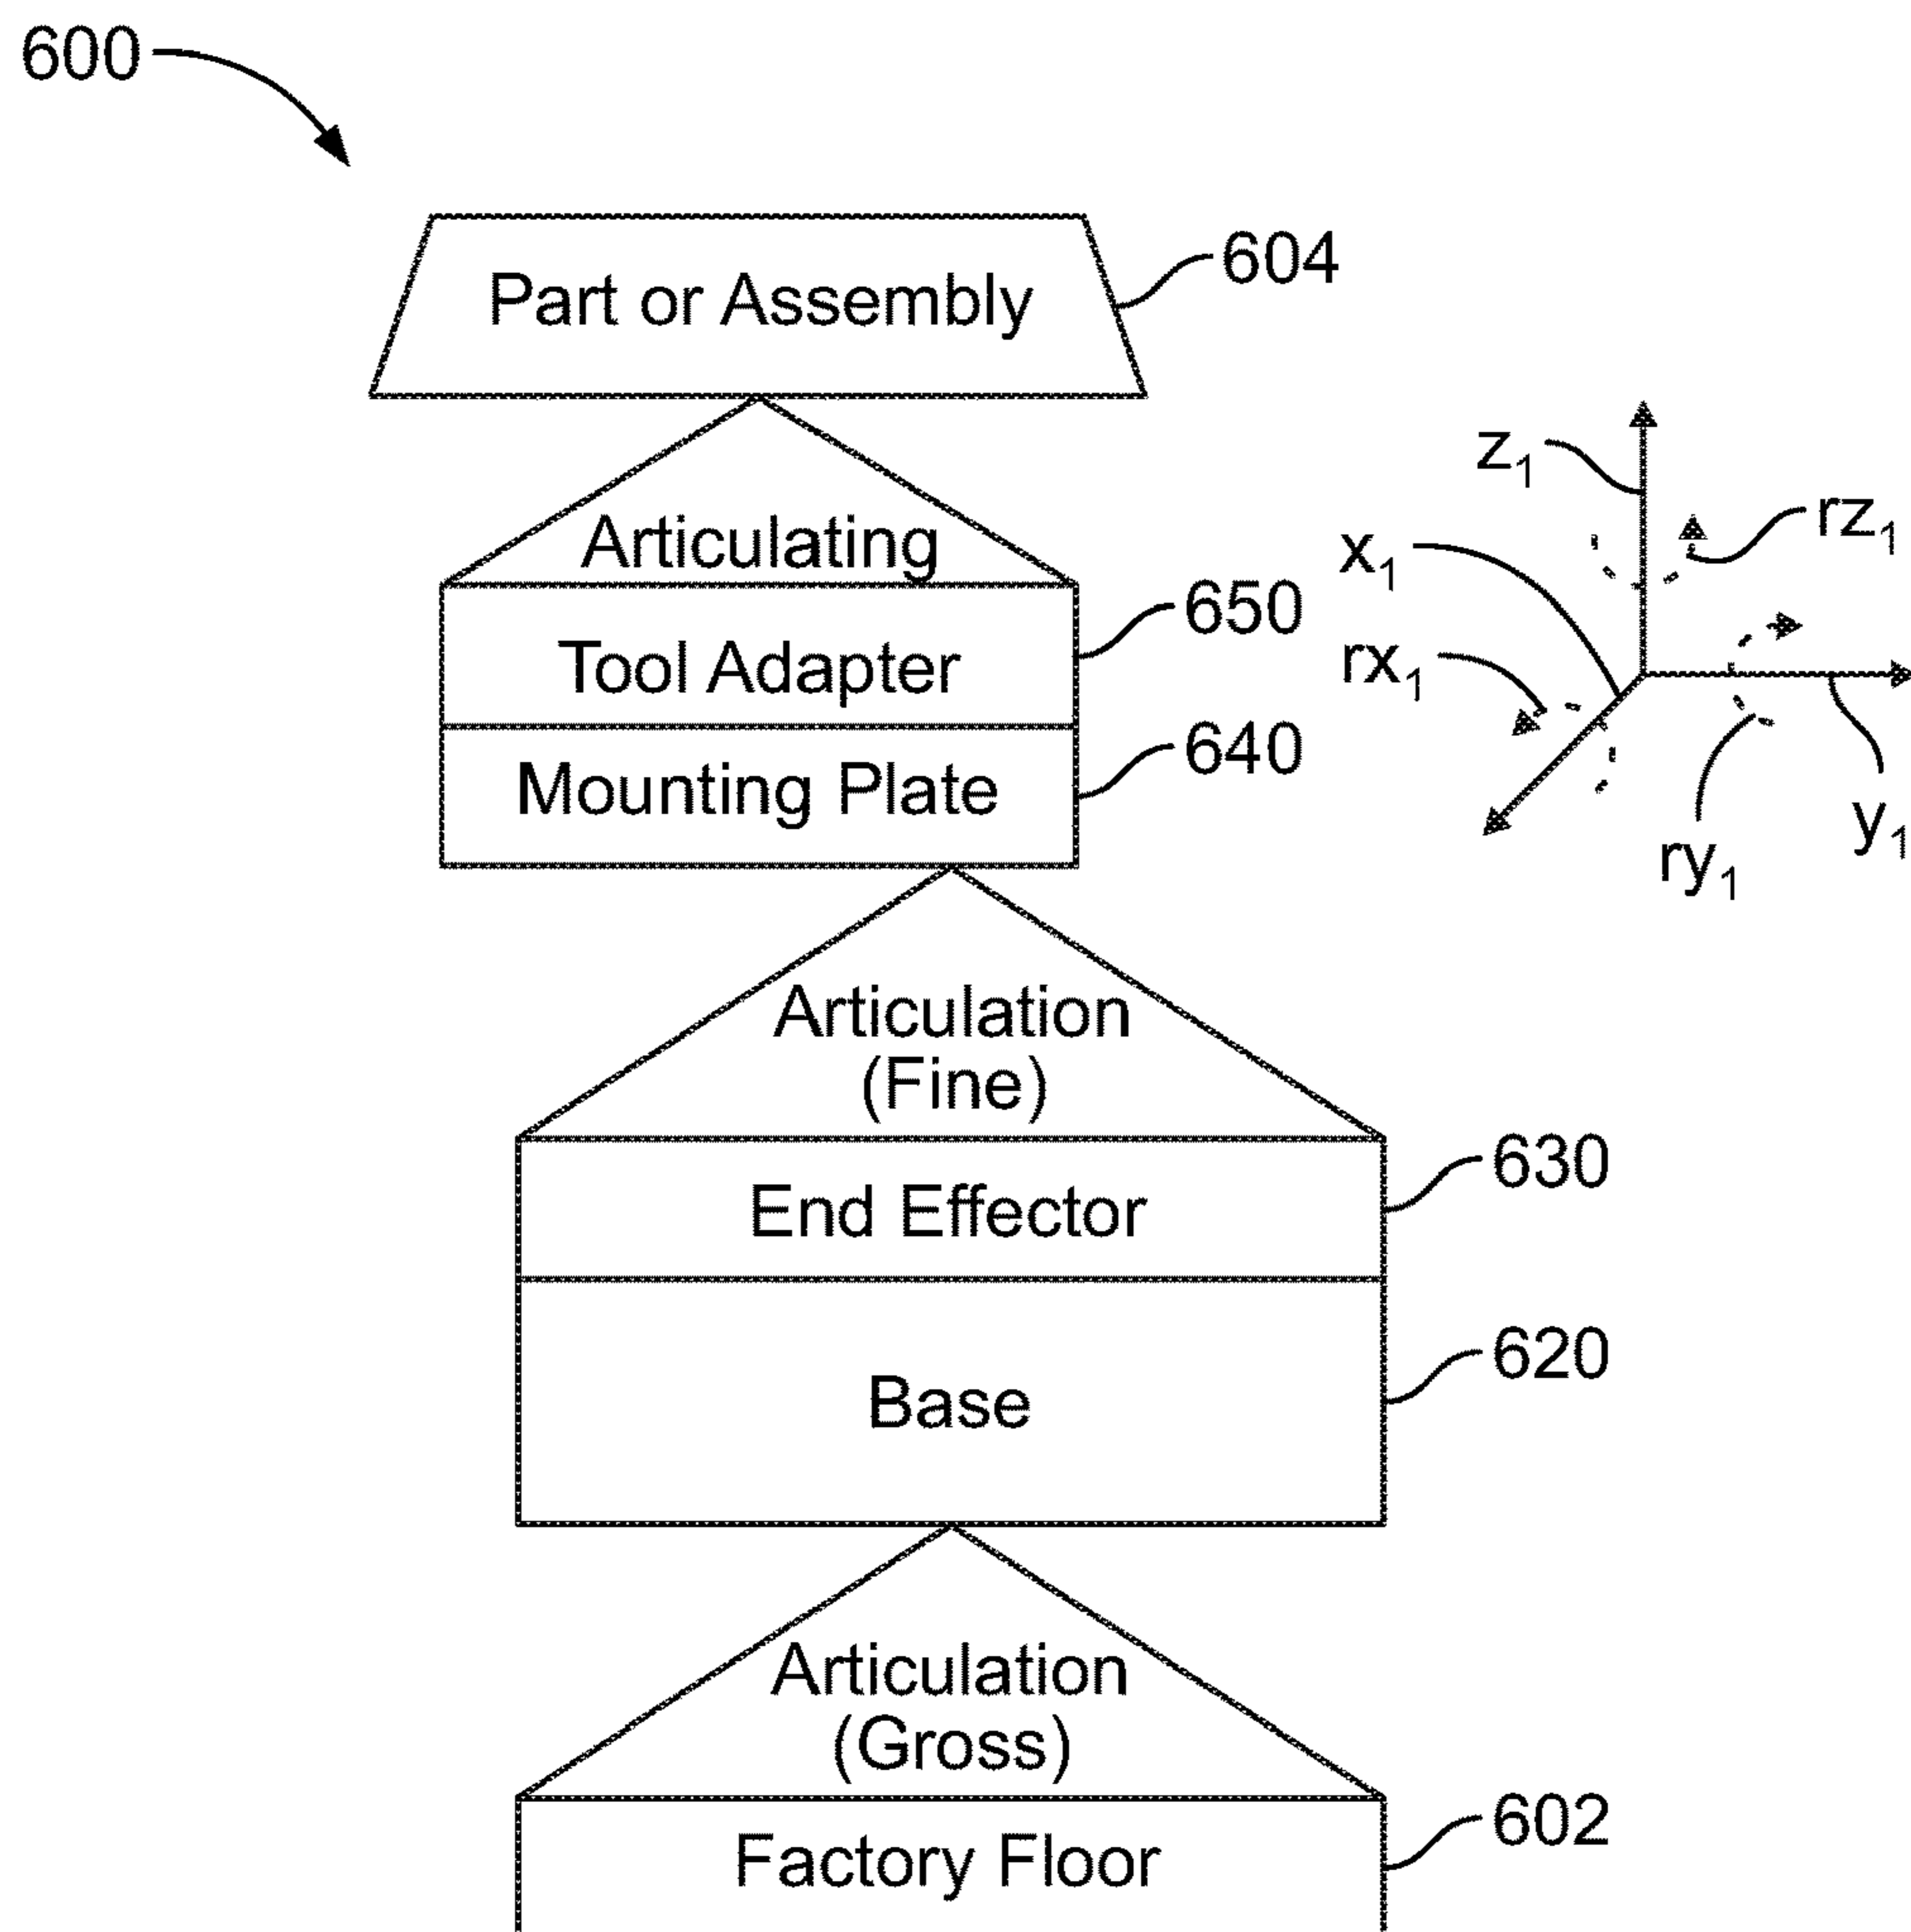 600
Part or Assembly
604
Articulating
Tool Adapter
650
Mounting Plate
640
z₁
rz₁
x₁
rx₁
ry₁
y₁
Articulation
(Fine)
End Effector
630
Base
620
Articulation
(Gross)
Factory Floor
602